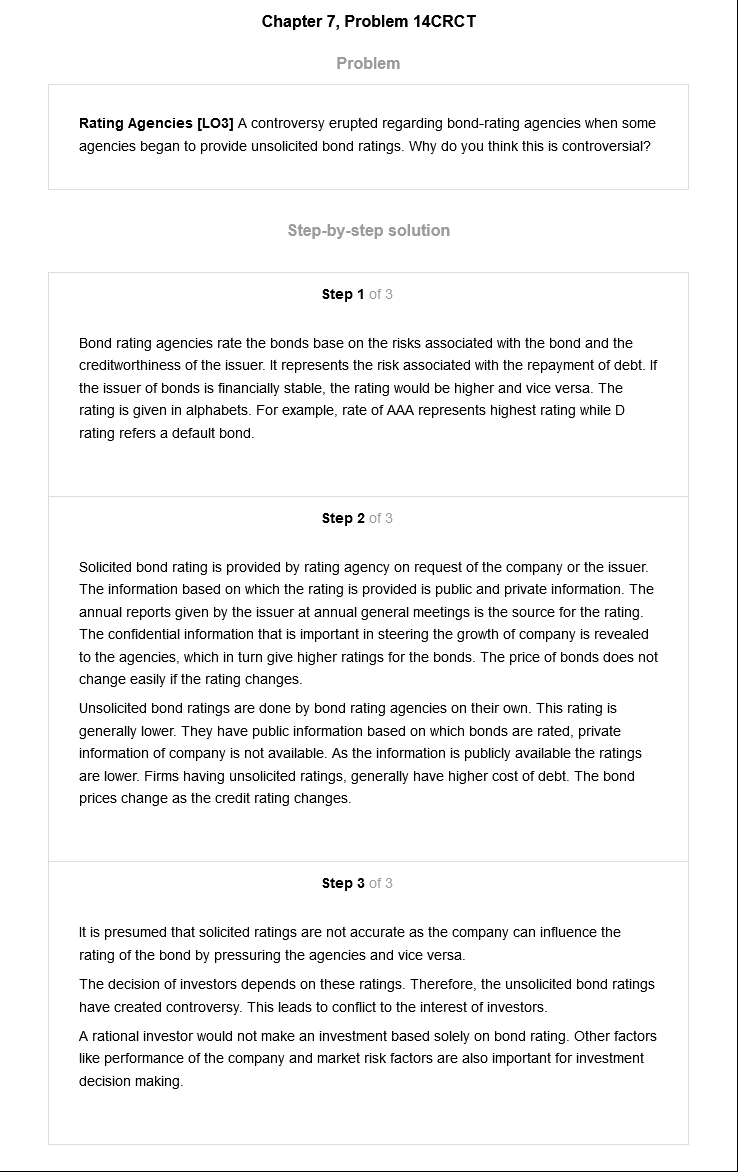 Chapter 7, Problem 14CRCT
Problem
Rating Agencies [LO3] A controversy erupted regarding bond-rating agencies when some
agencies began to provide unsolicited bond ratings. Why do you think this is controversial?
Step-by-step solution
Step 1 of 3
Bond rating agencies rate the bonds base on the risks associated with the bond and the
creditworthiness of the issuer. It represents the risk associated with the repayment of debt. If
the issuer of bonds is financially stable, the rating would be higher and vice versa. The
rating is given in alphabets. For example, rate of AAA represents highest rating while D
rating refers a default bond.
Step 2 of 3
Solicited bond rating is provided by rating agency on request of the company or the issuer.
The information based on which the rating is provided is public and private information. The
annual reports given by the issuer at annual general meetings is the source for the rating.
The confidential information that is important in steering the growth of company is revealed
to the agencies, which in turn give higher ratings for the bonds. The price of bonds does not
change easily if the rating changes.
Unsolicited bond ratings are done by bond rating agencies on their own. This rating is
generally lower. They have public information based on which bonds are rated, private
information of company is not available. As the information is publicly available the ratings
are lower. Firms having unsolicited ratings, generally have higher cost of debt. The bond
prices change as the credit rating changes.
Step 3 of 3
It is presumed that solicited ratings are not accurate as the company can influence the
rating of the bond by pressuring the agencies and vice versa.
The decision of investors depends on these ratings. Therefore, the unsolicited bond ratings
have created controversy. This leads to conflict to the interest of investors.
A rational investor would not make an investment based solely on bond rating. Other factors
like performance of the company and market risk factors are also important for investment
decision making.